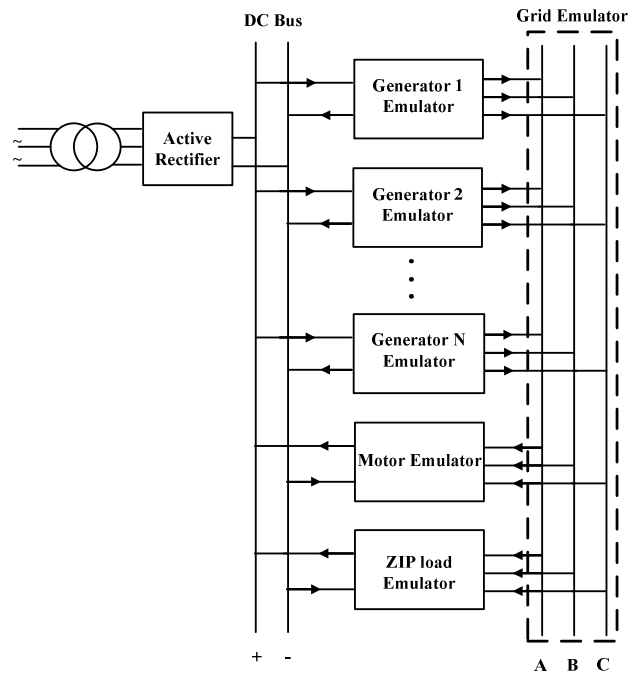 DC Bus
Grid Emulator
Generator 1
Emulator
~
~
Active
Rectifier
Generator 2
Emulator
Generator N
Emulator
Motor Emulator
ZIP load
Emulator
+ -
A B C